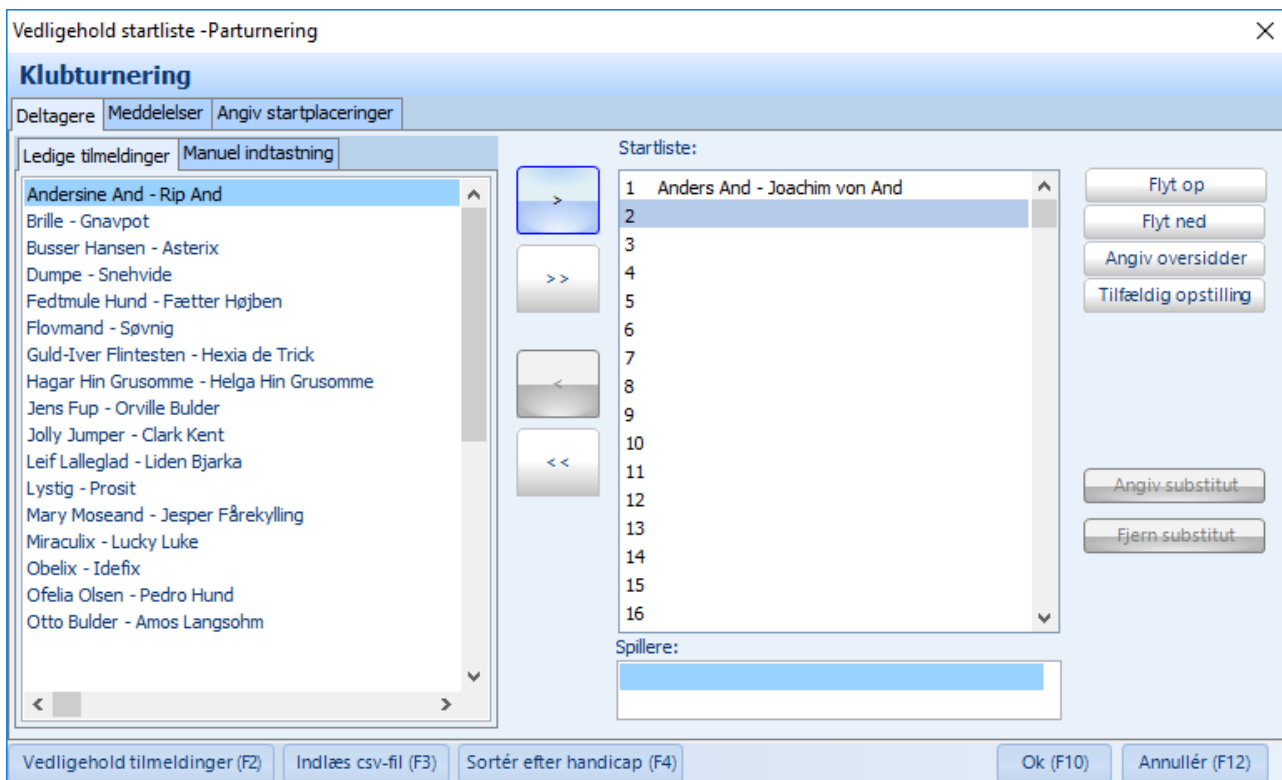 Vedligehold startliste -Parturnering
Klubturnering
Deltagere Meddelelser Angiv startplaceringer
Ledige tilmeldinger Manuel indtastning
Andersine And - Rip And
Brille - Gnavpot
Busser Hansen - Asterix
Dumpe - Snehvide
Fedtmule Hund - Fætter Højben
Flovmand - Søvnig
Guld-Iver Flintesten - Hexia de Trick
Hagar Hin Grusomme - Helga Hin Grusomme
Jens Fup - Orville Bulder
Jolly Jumper - Clark Kent
Leif Lalleglad - Liden Bjarka
Lystig - Prosit
Mary Moseand - Jesper Fårekylling
Miraculix - Lucky Luke
Obelix - Idefix
Ofelia Olsen - Pedro Hund
Otto Bulder - Amos Langsohm
>
>>
<
<<
Startliste:
1 Anders And - Joachim von And
2
3
4
5
6
7
8
9
10
11
12
13
14
15
16
Spillere:
Flyt op
Flyt ned
Angiv oversidder
Tilfældig opstilling
Angiv substitut
Fjern substitut
Vedligehold tilmeldinger (F2) Indlæs csv-fil (F3) Sortér efter handicap (F4) Ok (F10) Annullér (F12)